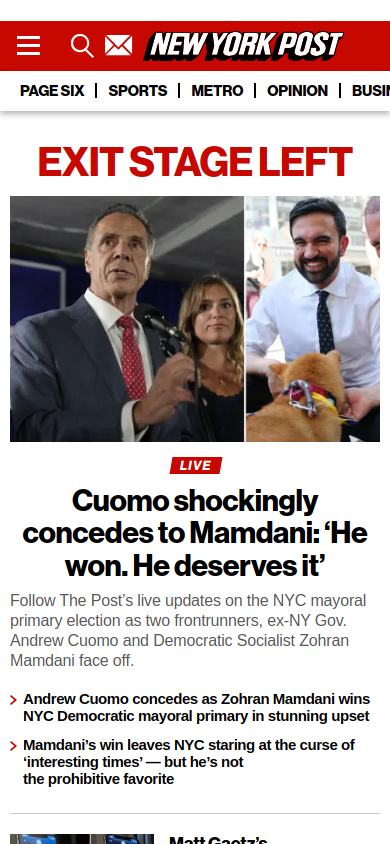 NEW YORK POST
PAGE SIX
SPORTS
METRO
OPINION
EXIT STAGE LEFT
LIVE
Cuomo shockingly
concedes to Mamdani: ‘He
won. He deserves it’
Follow The Post’s live updates on the NYC mayoral
primary election as two frontrunners, ex-NY Gov.
Andrew Cuomo and Democratic Socialist Zohran
Mamdani face off.
Andrew Cuomo concedes as Zohran Mamdani wins
NYC Democratic mayoral primary in stunning upset
Mamdani’s win leaves NYC staring at the curse of
‘interesting times’ — but he’s not
the prohibitive favorite
Matt Gaetz’s